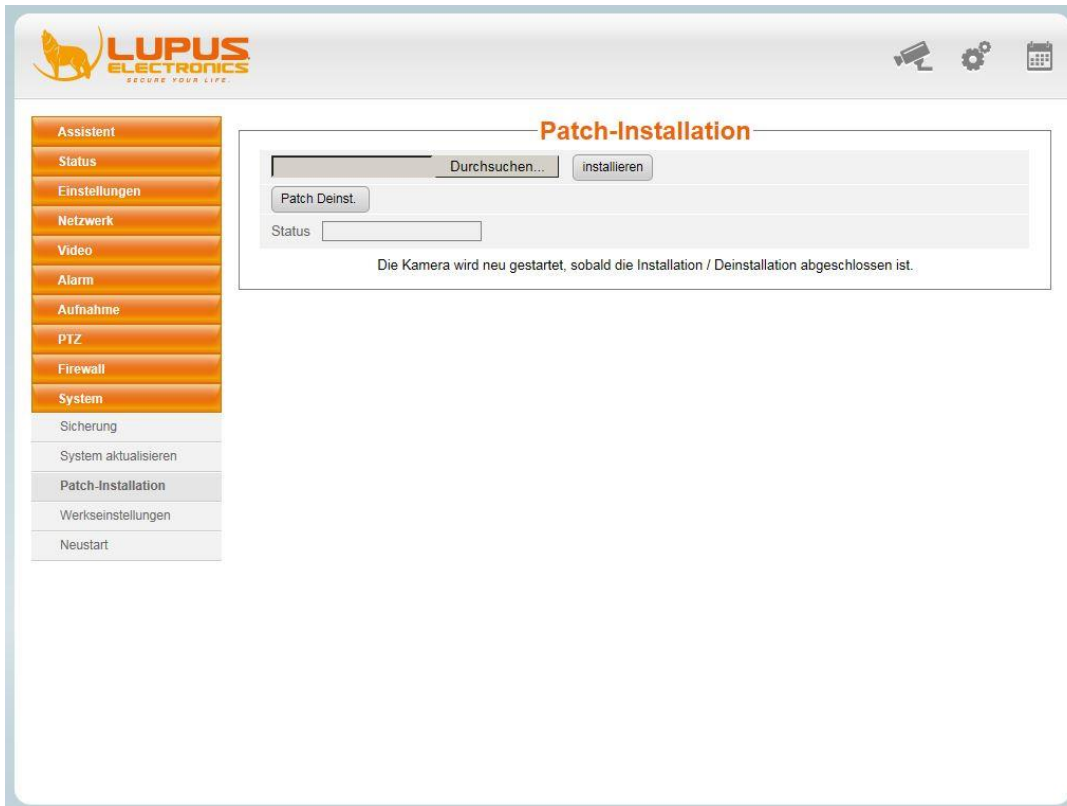 LUPUS
ELECTRONICS
SECURE YOUR LIFE.
Assistent
Status
Einstellungen
Netzwerk
Video
Alarm
Aufnahme
PTZ
Firewall
System
Sicherung
System aktualisieren
Patch-Installation
Werkseinstellungen
Neustart
Patch-Installation
Durchsuchen... installieren
Patch Deinst.
Status
Die Kamera wird neu gestartet, sobald die Installation / Deinstallation abgeschlossen ist.